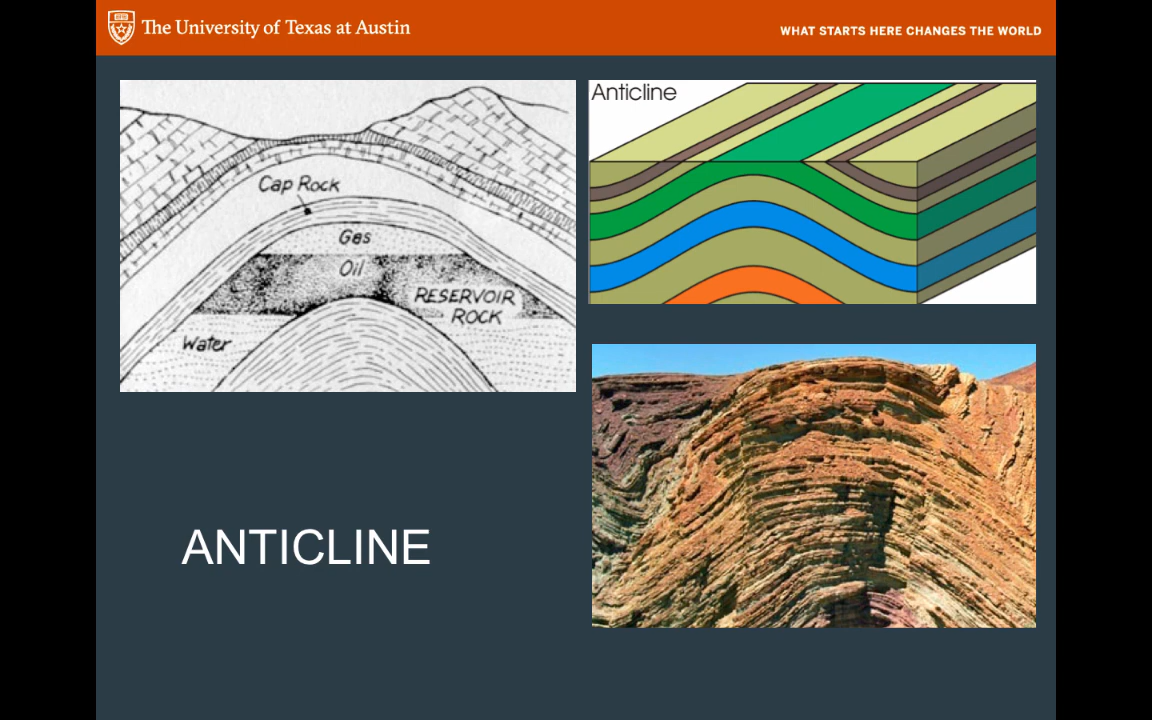 The University of Texas at Austin
WHAT STARTS HERE CHANGES THE WORLD
Cap Rock
Gas
Oil
RESERVOIR
ROCK
Water
Anticline
ANTICLINE